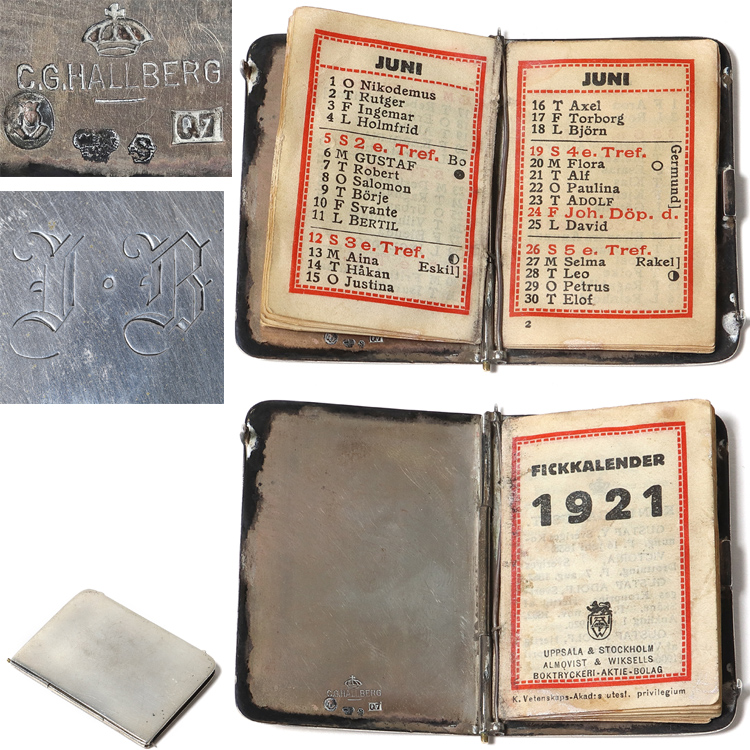 C.G.HALLBERG
Q7
J·B
JUNI
1 O Nikodemus
2 T Rutger
3 F Ingemar
4 L Holmfrid
5 S 2 e. Tref. Bo
6 M GUSTAF
7 T Robert
8 O Salomon
9 T Börje
10 F Svante
11 L BERTIL
12 S 3 e. Tref.
13 M Aina
Eskil]
14 T Håkan
15 O Justina
JUNI
16 T Axel
17 F Torborg
18 L Björn
19 S 4 e. Tref.
Germund]
20 M Flora
21 T Alf
22 O Paulina
23 T ADOLF
24 F Joh. Döp. d.
25 L David
26 S 5 e. Tref.
27 M Selma Rakel]
28 T Leo
29 O Petrus
30 T Elof
2
C.G.HALLBERG
Q7
FICKKALENDER
1921
UPPSALA & STOCKHOLM
ALMQVIST & WIKSELLS
BOKTRYCKERI-AKTIE-BOLAG
K. Vetenskaps-Akad:s utesl. privilegium